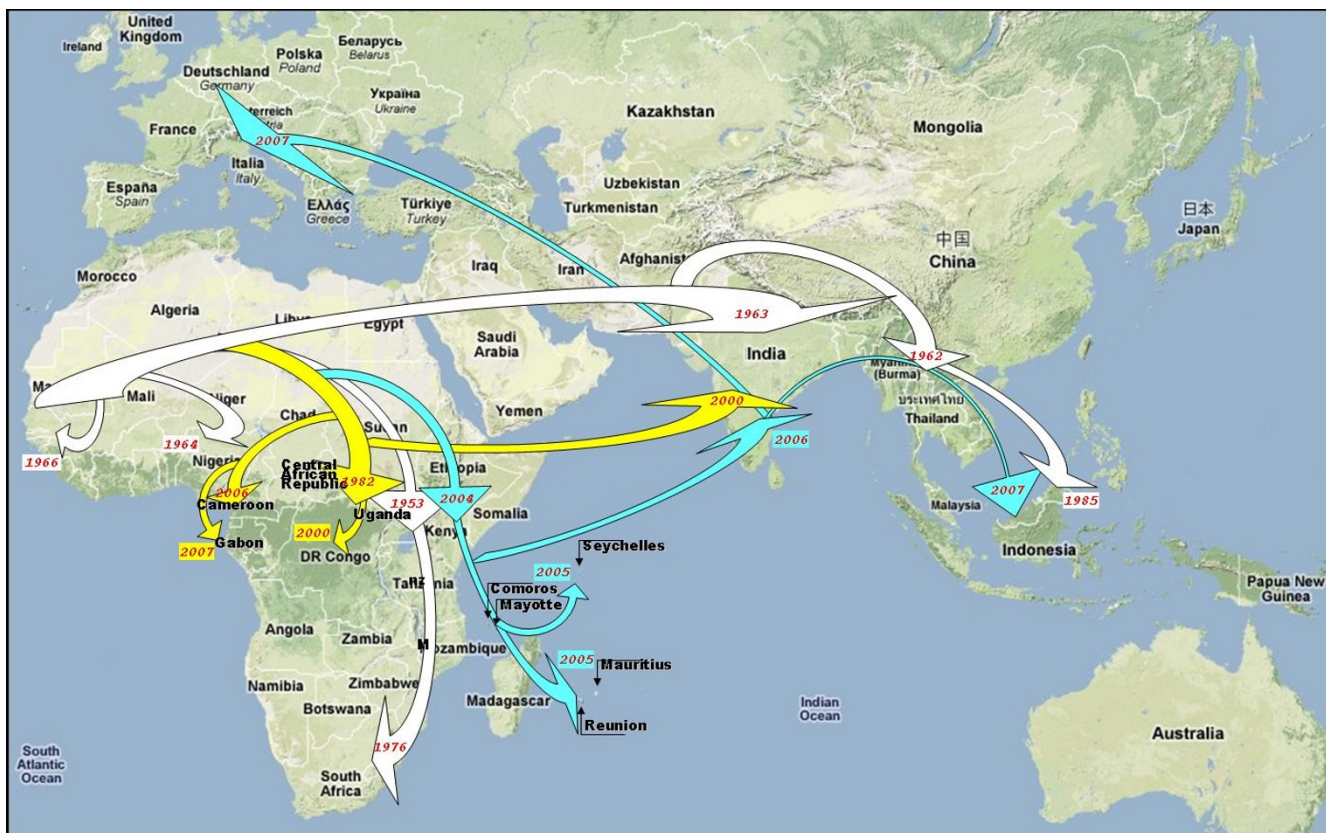 United
Kingdom
Ireland
Беларусь
Belarus
Polska
Poland
Deutschland
Germany
Україна
Ukraine
Kazakhstan
Mongolia
France
2007
Italia
Italy
España
Spain
Ελλάς
Greece
Türkiye
Turkey
Uzbekistan
Turkmenistan
日本
Japan
中国
China
Afghanist
Iraq
Iran
Morocco
Algeria
Egypt
Saudi
Arabia
1963
India
1962
Myanm
(Burma)
ประเทศไทย
Thailand
Mali
Niger
Chad
Yemen
2000
1966
1964
Nigeria
2006
Central
African
Republic
1982
Ethiopia
2006
Cameroon
Uganda
1953
2004
Somalia
Malaysia
2007
1985
2007
Gabon
2000
DR Congo
Kenya
Seychelles
Indonesia
Tanzania
2005
Comoros
Mayotte
Papua New
Guinea
Angola
Zambia
Mozambique
2005
Mauritius
Namibia
Zimbabwe
Botswana
Madagascar
Reunion
Indian
Ocean
Australia
1976
South
Africa
South
Atlantic
Ocean